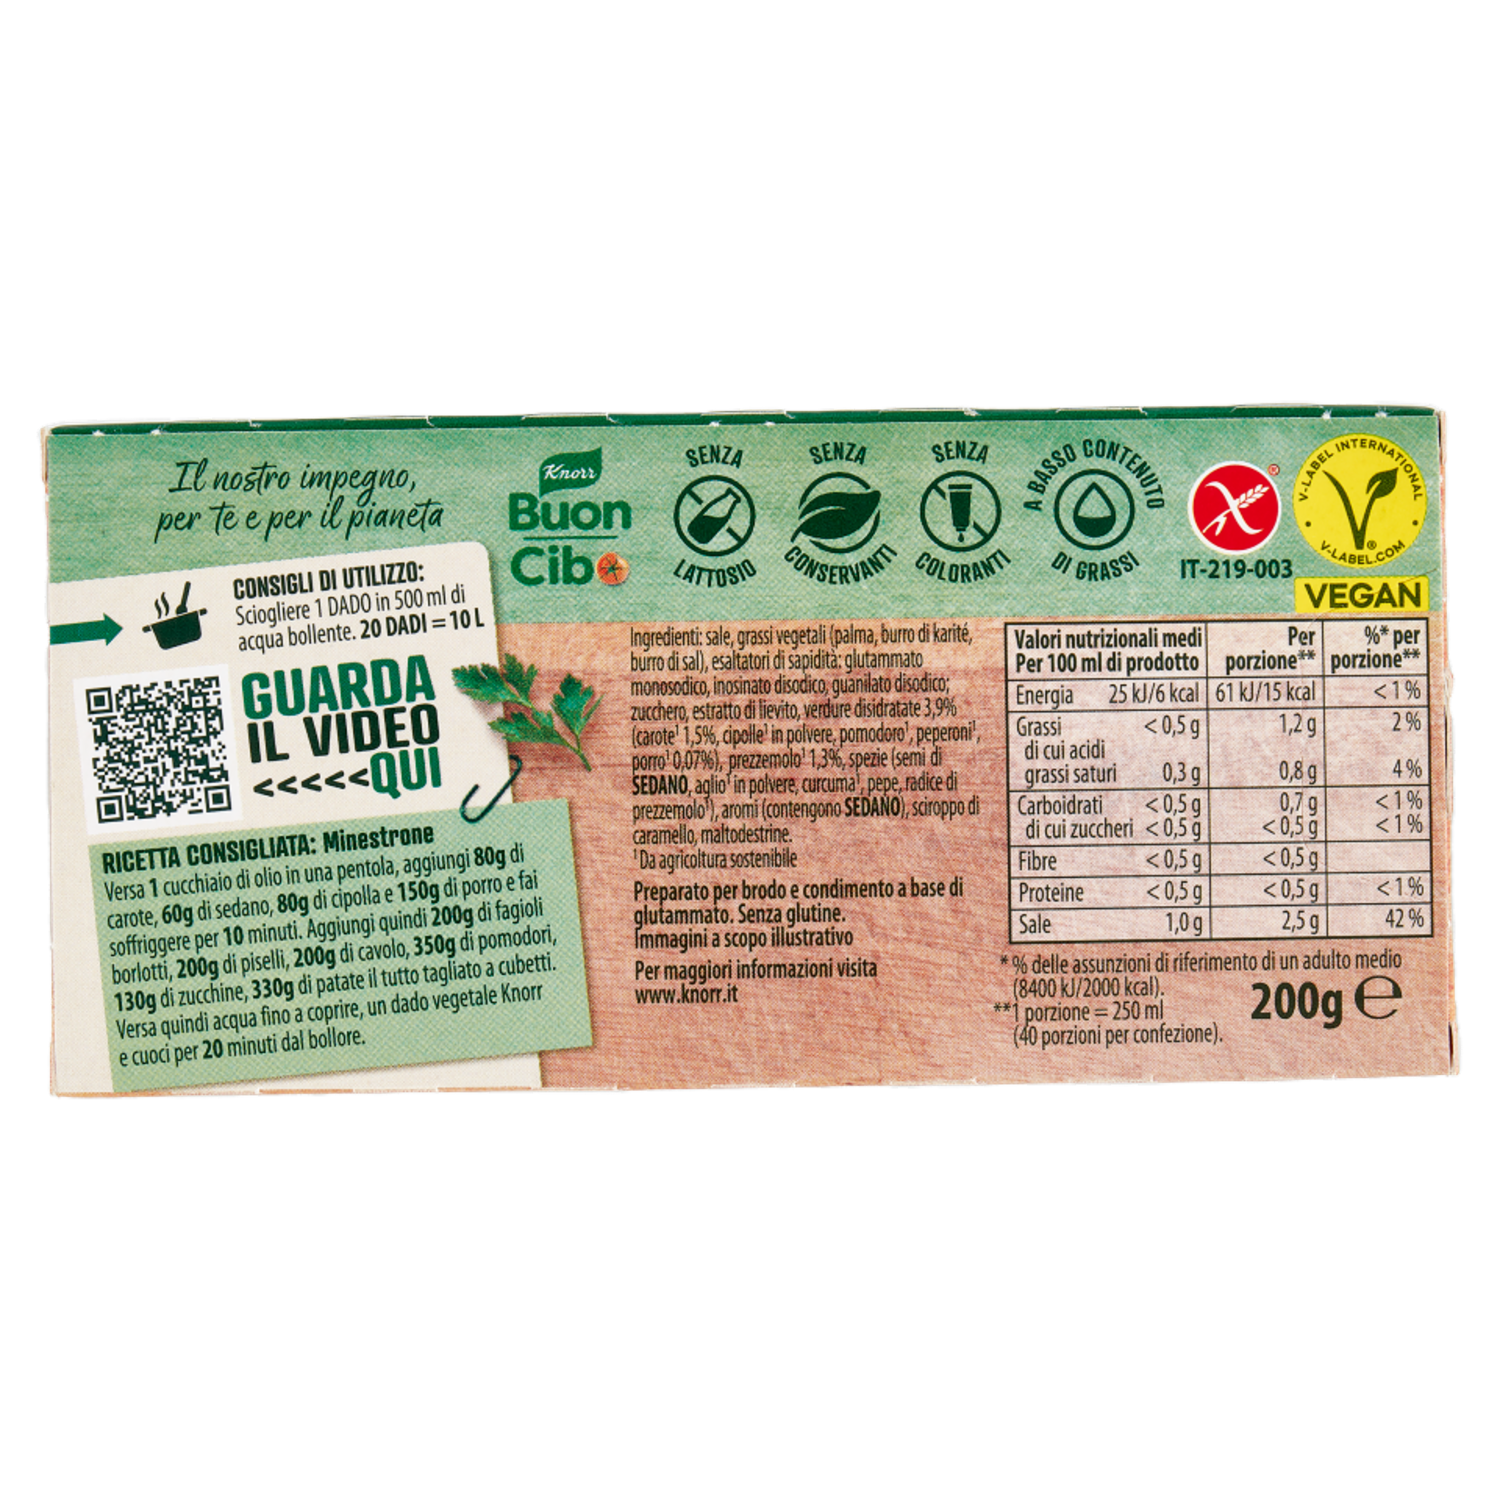 Il nostro impegno,
per te e per il pianeta
CONSIGLI DI UTILIZZO:
Sciogliere 1 DADO in 500 ml di
acqua bollente. 20 DADI = 10 L
GUARDA
IL VIDEO
<<<<<QUI
RICETTA CONSIGLIATA: Minestrone
Versa 1 cucchiaio di olio in una pentola, aggiungi 80g di
carote, 60g di sedano, 80g di cipolla e 150g di porro e fai
soffriggere per 10 minuti. Aggiungi quindi 200g di fagioli
borlotti, 200g di piselli, 200g di cavolo, 350g di pomodori,
130g di zucchine, 330g di patate il tutto tagliato a cubetti.
Versa quindi acqua fino a coprire, un dado vegetale Knorr
e cuoci per 20 minuti dal bollore.
Knorr
Buon
Cibo
SENZA
LATTOSIO
SENZA
CONSERVANTI
SENZA
COLORANTI
A BASSO CONTENUTO
DI GRASSI
®
IT-219-003
V-LABEL INTERNATIONAL
®
V-LABEL.COM
VEGAN
Ingredienti: sale, grassi vegetali (palma, burro di karité,
burro di sal), esaltatori di sapidità: glutammato
monosodico, inosinato disodico, guanilato disodico;
zucchero, estratto di lievito, verdure disidratate 3,9%
(carote¹ 1,5%, cipolle¹ in polvere, pomodoro¹, peperoni¹,
porro¹ 0,07%), prezzemolo¹ 1,3%, spezie (semi di
SEDANO, aglio¹ in polvere, curcuma¹, pepe, radice di
prezzemolo¹), aromi (contengono SEDANO), sciroppo di
caramello, maltodestrine.
¹Da agricoltura sostenibile
Preparato per brodo e condimento a base di
glutammato. Senza glutine.
Immagini a scopo illustrativo
Per maggiori informazioni visita
www.knorr.it
Valori nutrizionali medi Per %* per
Per 100 ml di prodotto porzione** porzione**
Energia 25 kJ/6 kcal 61 kJ/15 kcal <1%
Grassi <0,5 g 1,2 g 2%
di cui acidi
grassi saturi 0,3 g 0,8 g 4%
Carboidrati <0,5 g 0,7 g <1%
di cui zuccheri <0,5 g <0,5 g <1%
Fibre <0,5 g <0,5 g
Proteine <0,5 g <0,5 g <1%
Sale 1,0 g 2,5 g 42%
*% delle assunzioni di riferimento di un adulto medio
(8400 kJ/2000 kcal).
**1 porzione = 250 ml
(40 porzioni per confezione).
200g e